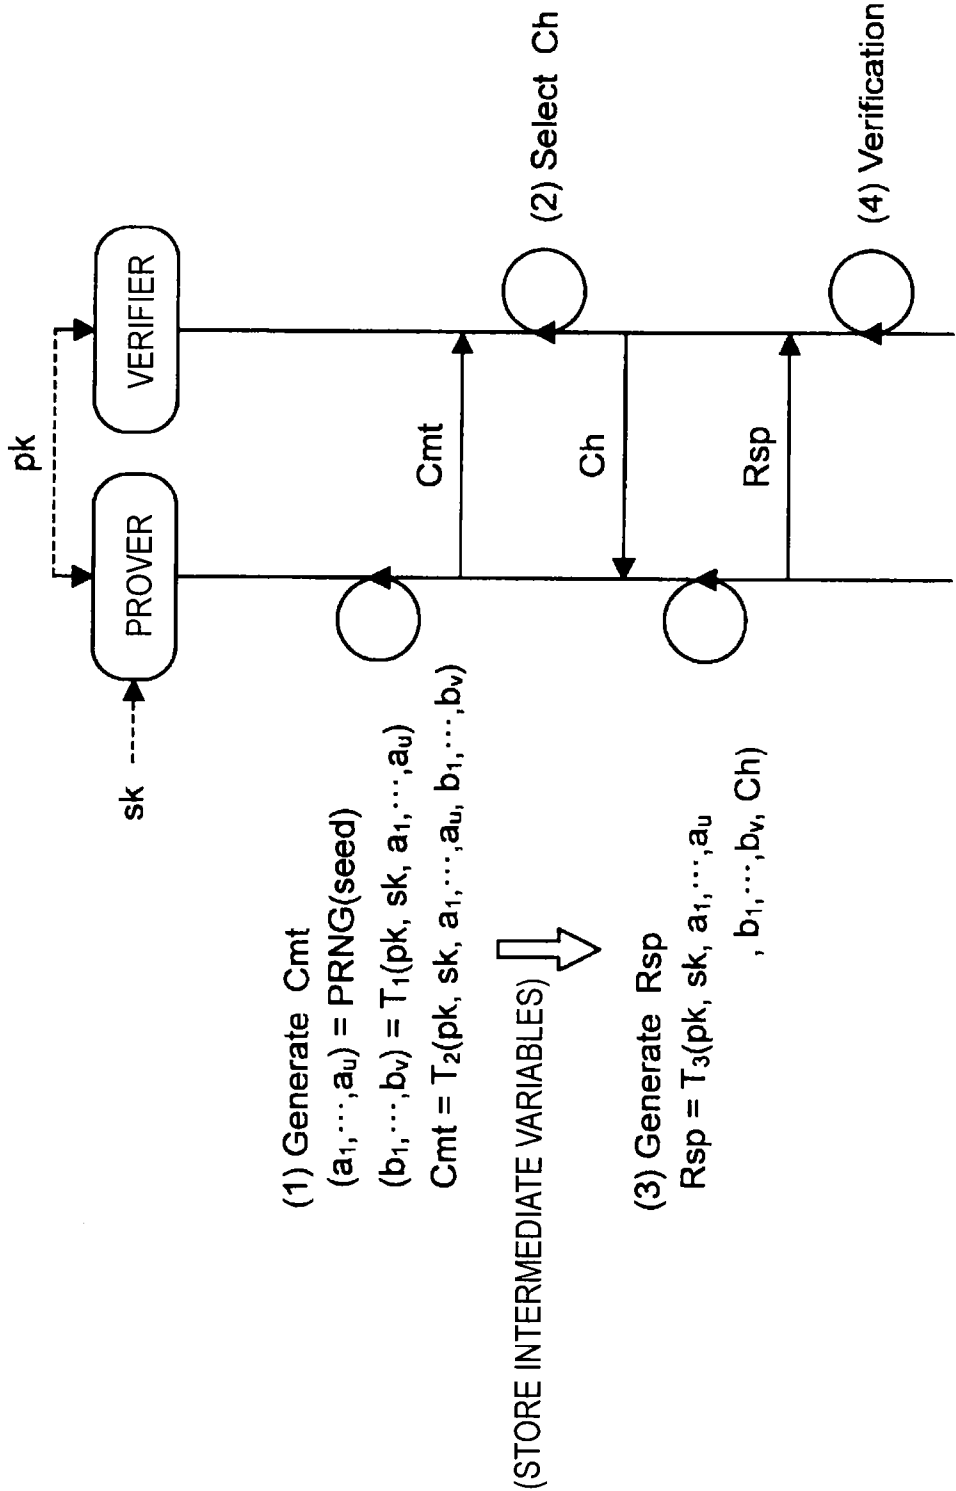 pk
sk
PROVER
VERIFIER
(1) Generate Cmt
(a₁,⋯,aᵤ) = PRNG(seed)
(b₁,⋯,bᵥ) = T₁(pk, sk, a₁,⋯,aᵤ)
Cmt = T₂(pk, sk, a₁,⋯,aᵤ, b₁,⋯,bᵥ)
Cmt
(2) Select Ch
(STORE INTERMEDIATE VARIABLES)
Ch
(3) Generate Rsp
Rsp = T₃(pk, sk, a₁,⋯,aᵤ
, b₁,⋯,bᵥ, Ch)
Rsp
(4) Verification